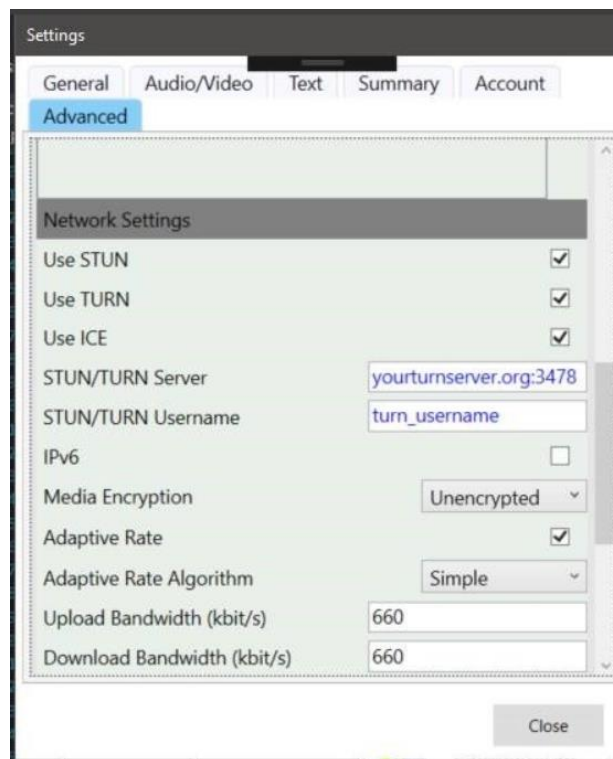 Settings
General Audio/Video Text Summary Account
Advanced
Network Settings
Use STUN
Use TURN
Use ICE
STUN/TURN Server yourturnserver.org:3478
STUN/TURN Username turn_username
IPv6
Media Encryption Unencrypted
Adaptive Rate
Adaptive Rate Algorithm Simple
Upload Bandwidth (kbit/s) 660
Download Bandwidth (kbit/s) 660
Close